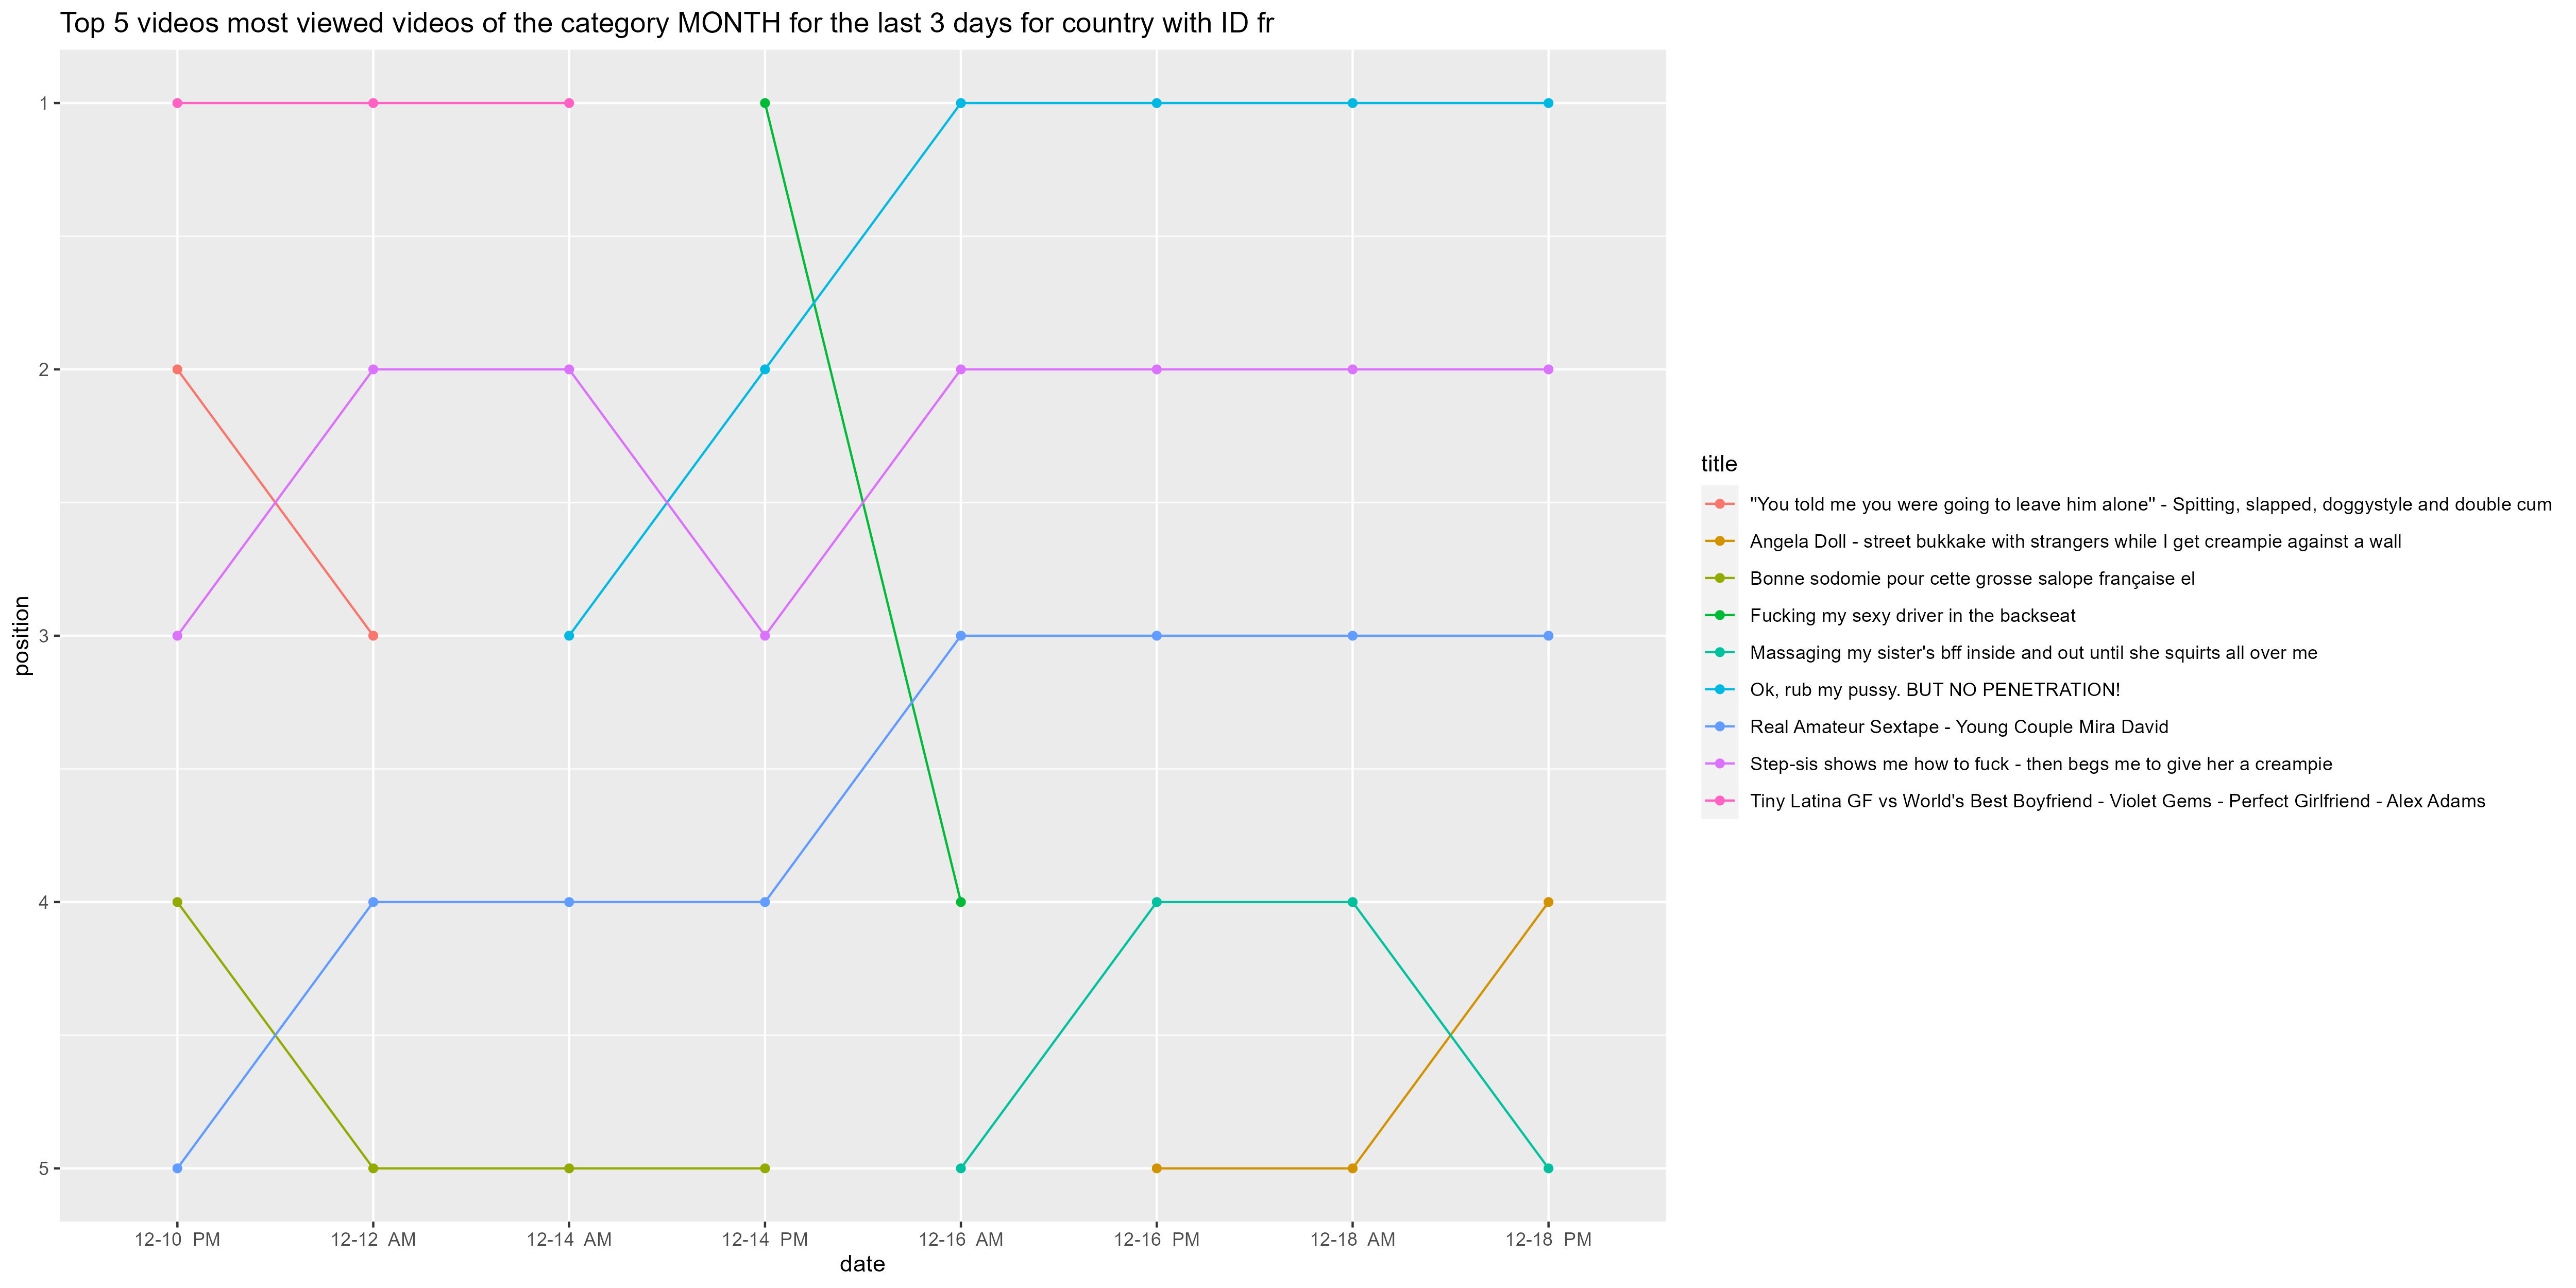 Top 5 videos most viewed videos of the category MONTH for the last 3 days for country with ID fr
position
1
2
3
4
5
12-10 PM
12-12 AM
12-14 AM
12-14 PM
12-16 AM
12-16 PM
12-18 AM
12-18 PM
date
title
"You told me you were going to leave him alone" - Spitting, slapped, doggystyle and double cum
Angela Doll - street bukkake with strangers while I get creampie against a wall
Bonne sodomie pour cette grosse salope française el
Fucking my sexy driver in the backseat
Massaging my sister's bff inside and out until she squirts all over me
Ok, rub my pussy. BUT NO PENETRATION!
Real Amateur Sextape - Young Couple Mira David
Step-sis shows me how to fuck - then begs me to give her a creampie
Tiny Latina GF vs World's Best Boyfriend - Violet Gems - Perfect Girlfriend - Alex Adams